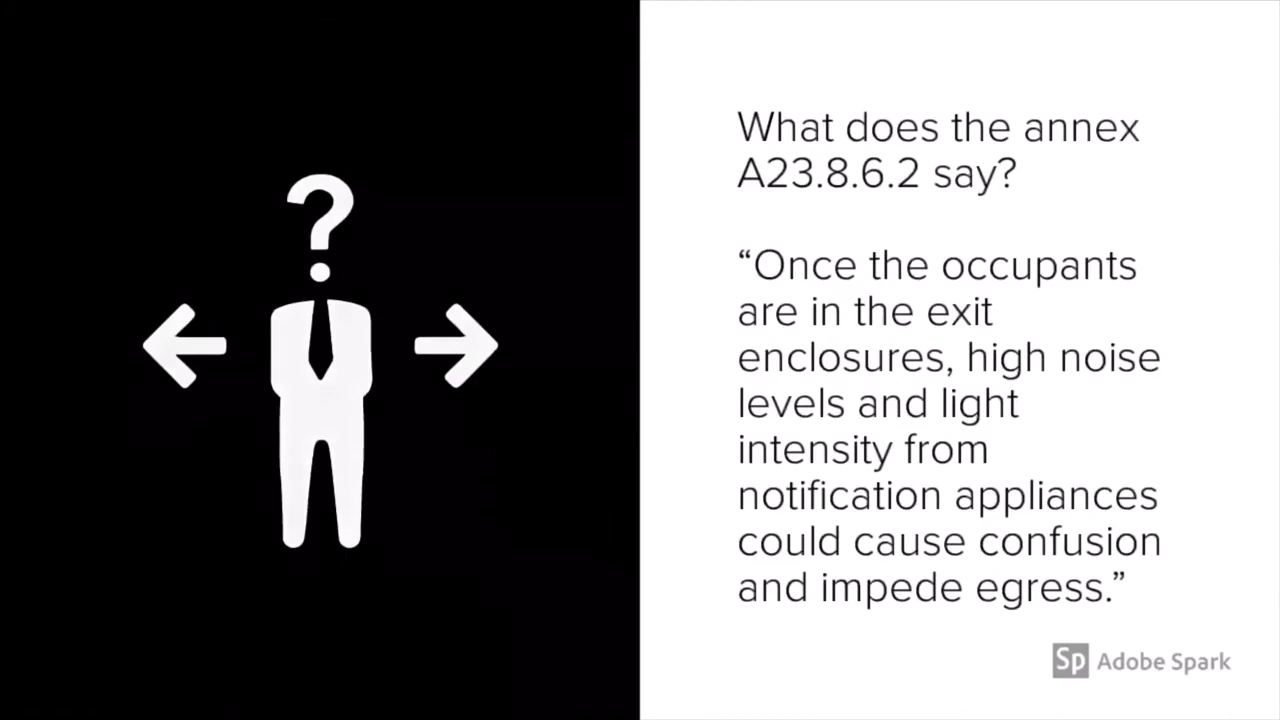 ?
What does the annex
A23.8.6.2 say?
“Once the occupants
are in the exit
enclosures, high noise
levels and light
intensity from
notification appliances
could cause confusion
and impede egress.”
Sp Adobe Spark